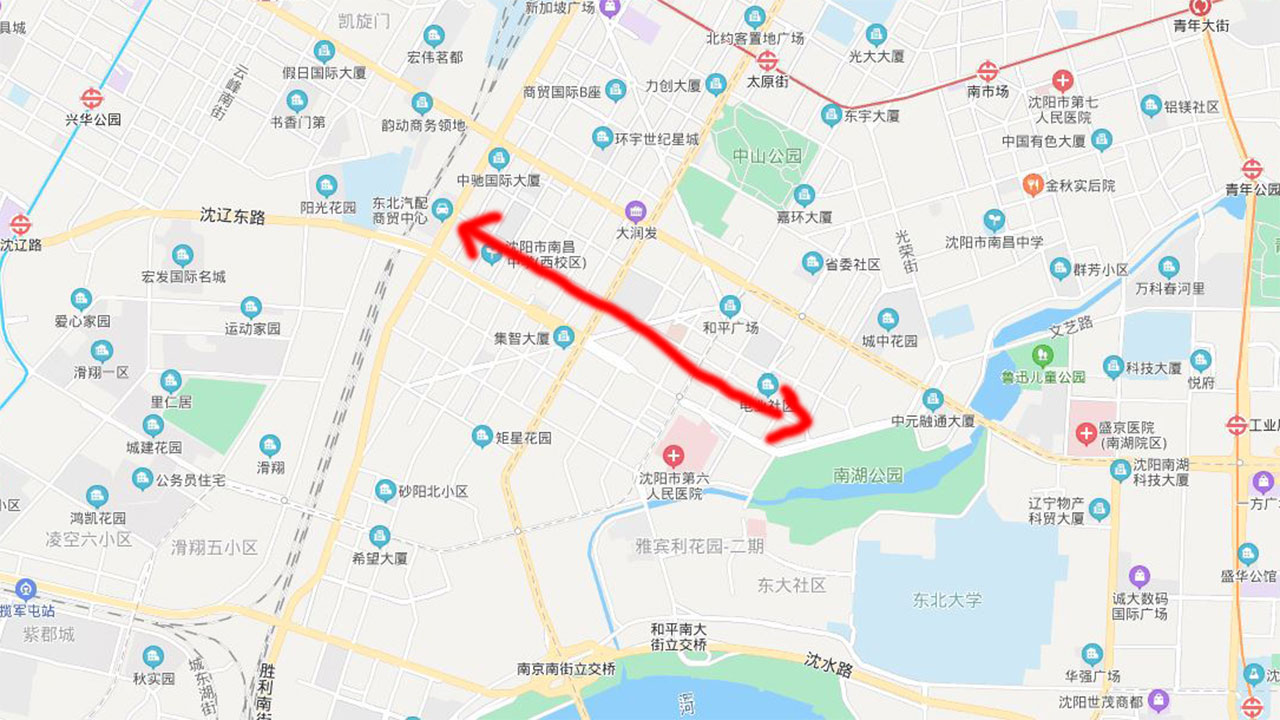 凯旋门
新加坡广场
青年大街
具城
宏伟茗都
北约客置地广场
光大大厦
假日国际大厦
太原街
云峰南街
商贸国际B座
力创大厦
南市场
沈阳市第七
人民医院
铝镁社区
兴华公园
书香门第
韵动商务领地
东宇大厦
环宇世纪星城
中国有色大厦
中山公园
中驰国际大厦
金秋实后院
青年公园
阳光花园
东北汽配
商贸中心
沈辽东路
嘉环大厦
大润发
沈辽路
沈阳市南昌中学
光荣街
沈阳市南昌
(西校区)
省委社区
群芳小区
宏发国际名城
万科春河里
爱心家园
运动家园
和平广场
文艺路
集智大厦
城中花园
滑翔一区
鲁迅儿童公园
科技大厦
悦府
里仁居
中元融通大厦
城建花园
矩星花园
盛京医院
(南湖院区)
工业
滑翔
公务员住宅
沈阳市第六
人民医院
南湖公园
沈阳南湖
科技大厦
小区
鸿凯花园
砂阳北小区
辽宁物产
科贸大厦
一方广
凌空六小区
滑翔五小区
希望大厦
雅宾利花园-二期
东大社区
东北大学
盛华公馆
揽军屯站
诚大数码
国际广场
紫郡城
和平南大
街立交桥
秋实园
城东湖街
胜利南街
南京南街立交桥
沈水路
华强广场
沈
沈阳世茂商都